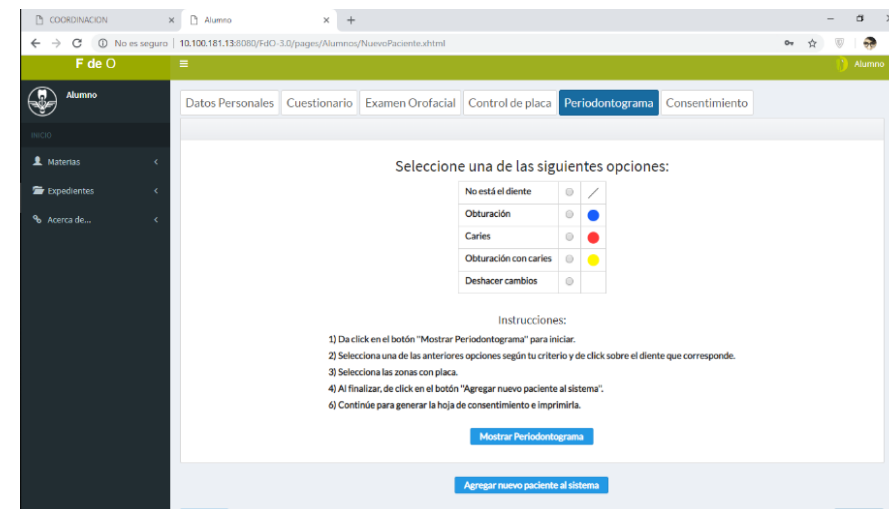 COORDINACION
Alumno
No es seguro | 10.100.181.13:8080/FdO-3.0/pages/Alumnos/NuevoPaciente.xhtml
F de O
Alumno
Alumno
INICIO
Materias
Expedientes
Acerca de...
Datos Personales Cuestionario Examen Orofacial Control de placa Periodontograma Consentimiento
Seleccione una de las siguientes opciones:
No está el diente
Obturación
Caries
Obturación con caries
Deshacer cambios
Instrucciones:
1) Da click en el botón "Mostrar Periodontograma" para iniciar.
2) Selecciona una de las anteriores opciones según tu criterio y de click sobre el diente que corresponde.
3) Selecciona las zonas con placa.
4) Al finalizar, de click en el botón "Agregar nuevo paciente al sistema".
6) Continúe para generar la hoja de consentimiento e imprimirla.
Mostrar Periodontograma
Agregar nuevo paciente al sistema